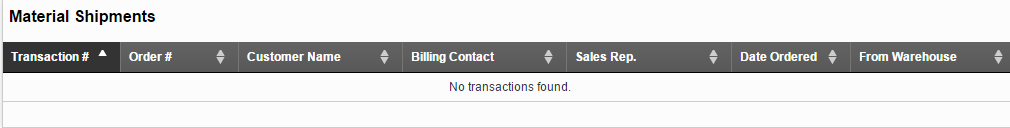 Material Shipments
Transaction # Order # Customer Name Billing Contact Sales Rep. Date Ordered From Warehouse
No transactions found.